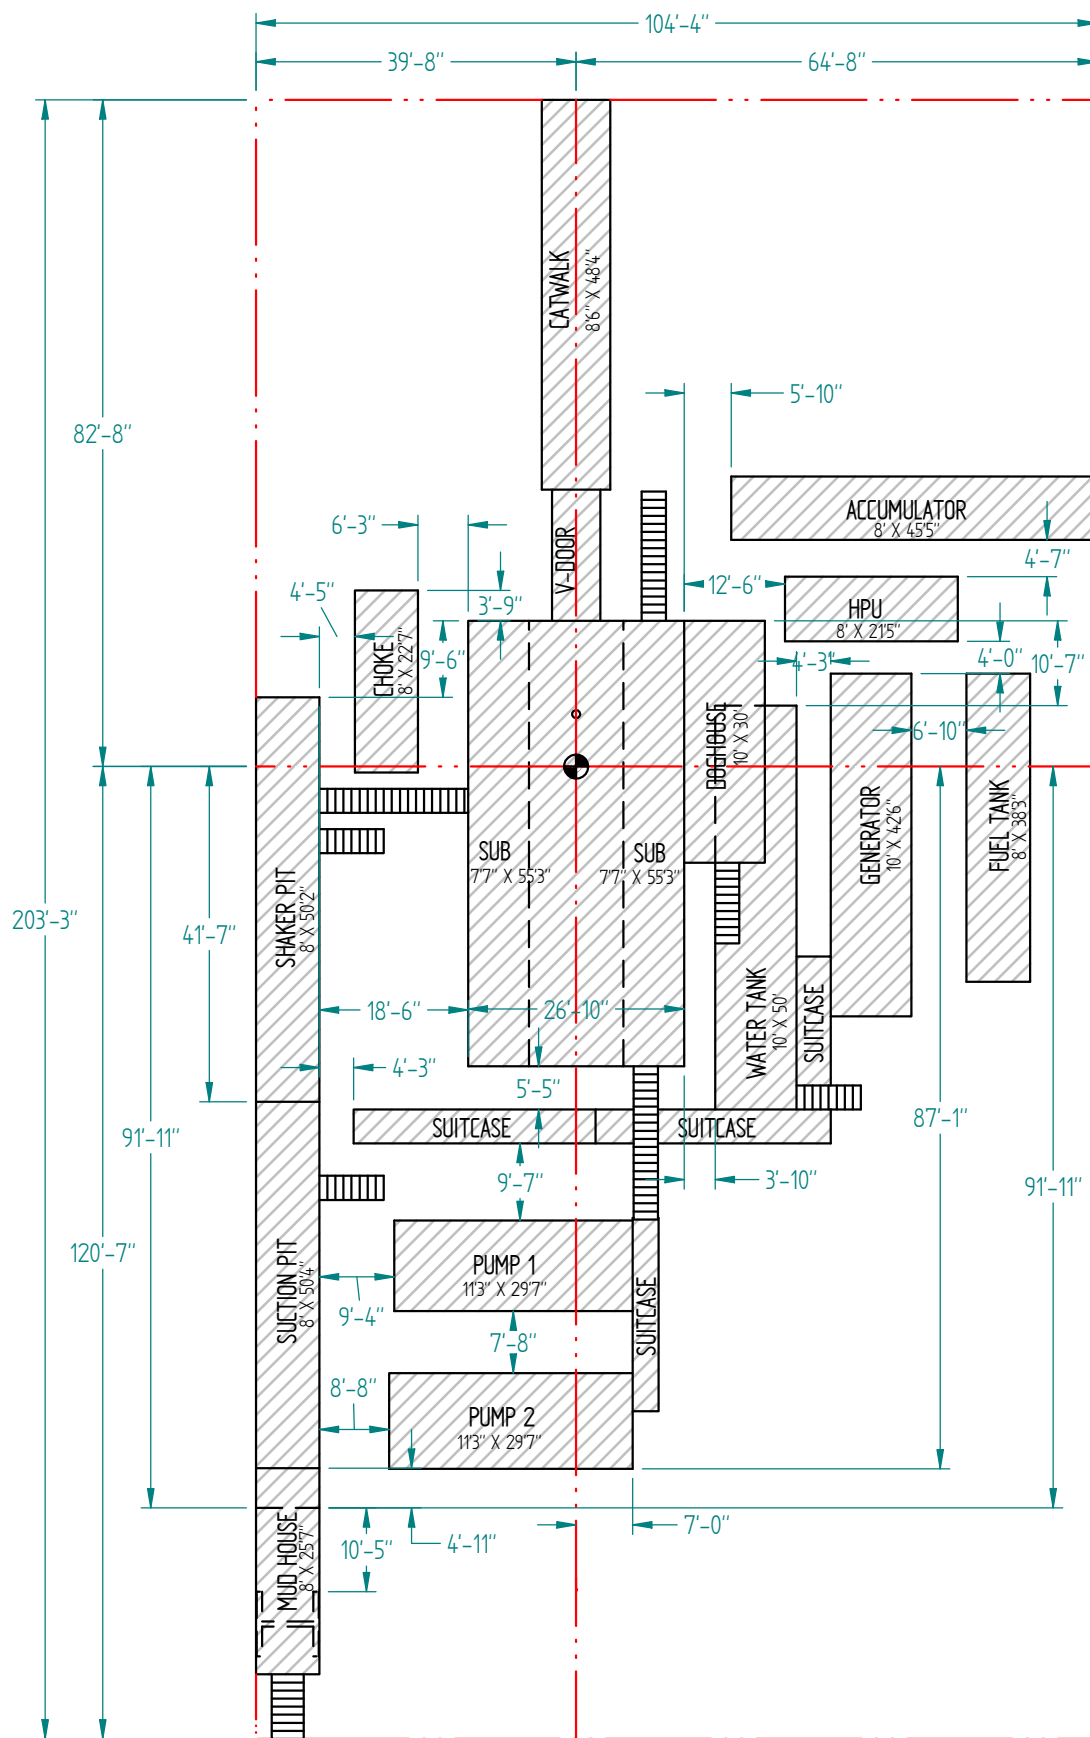 104'-4"
39'-8"
64'-8"
CATWALK
8'6" X 48'4"
82'-8"
5'-10"
ACCUMULATOR
8' X 45'5"
6'-3"
V-DOOR
4'-7"
4'-5"
3'-9"
12'-6"
HPU
8' X 21'5"
CHOKE
8' X 22'7"
9'-6"
4'-3"
4'-0"
10'-7"
DOGHOUSE
10' X 30'
6'-10"
GENERATOR
10' X 42'6"
FUEL TANK
8' X 38'3"
SUB
7'7" X 55'3"
SUB
7'7" X 55'3"
203'-3"
41'-7"
SHAKER PIT
8' X 50'2"
18'-6"
26'-10"
WATER TANK
10' X 50'
SUITCASE
4'-3"
5'-5"
91'-11"
SUITCASE
SUITCASE
87'-1"
9'-7"
3'-10"
91'-11"
120'-7"
SUCTION PIT
8' X 50'4"
PUMP 1
11'3" X 29'7"
SUITCASE
9'-4"
7'-8"
8'-8"
PUMP 2
11'3" X 29'7"
7'-0"
4'-11"
10'-5"
MUD HOUSE
8' X 25'7"